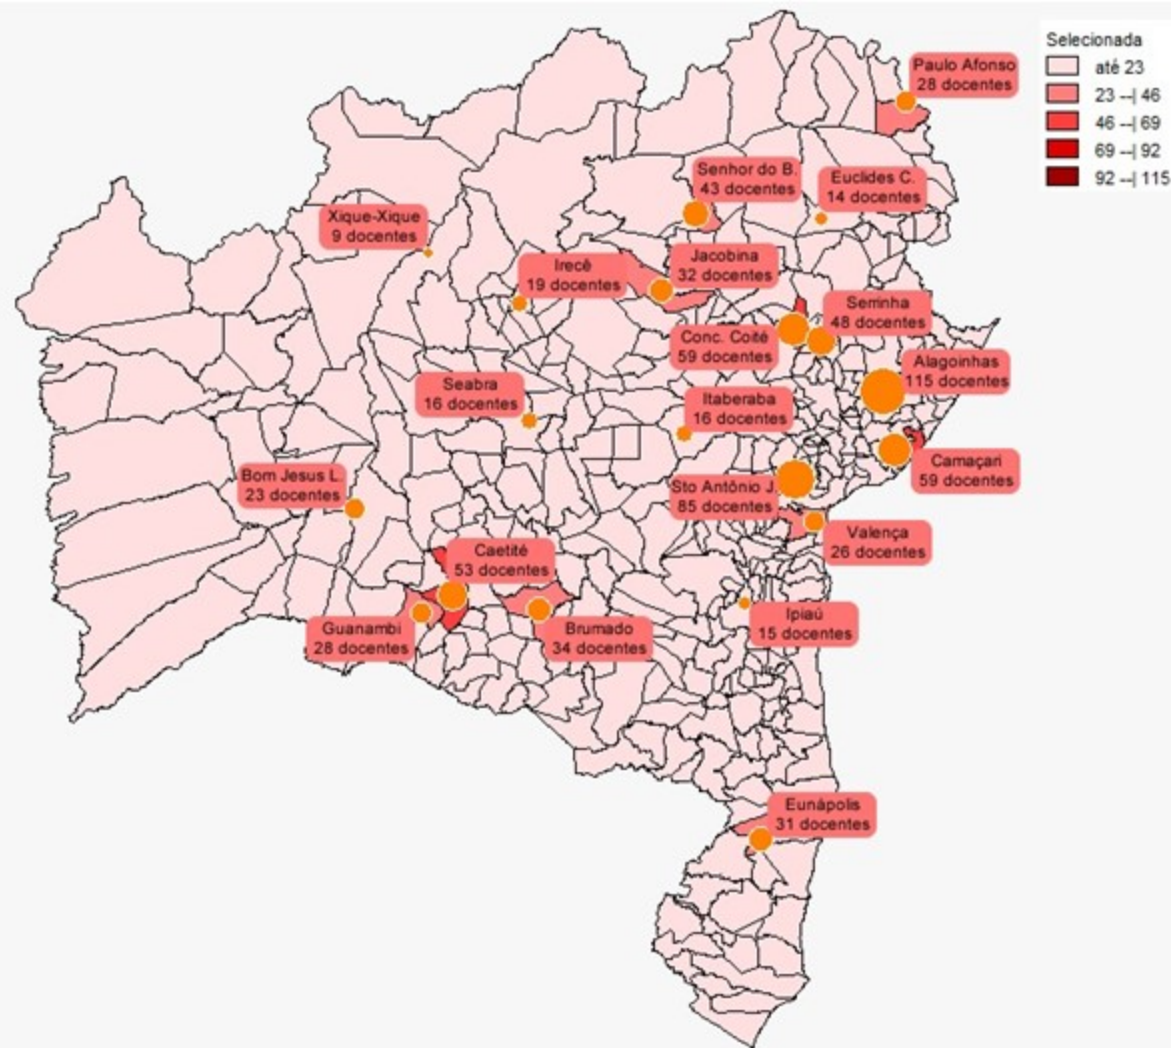 Selecionada
até 23
23 --| 46
46 --| 69
69 --| 92
92 --| 115
Paulo Afonso
28 docentes
Senhor do B.
43 docentes
Euclides C.
14 docentes
Xique-Xique
9 docentes
Irecê
19 docentes
Jacobina
32 docentes
Serrinha
48 docentes
Conc. Coité
59 docentes
Alagoinhas
115 docentes
Seabra
16 docentes
Itaberaba
16 docentes
Camaçari
59 docentes
Bom Jesus L.
23 docentes
Sto Antônio J.
85 docentes
Valença
26 docentes
Caetité
53 docentes
Guanambi
28 docentes
Brumado
34 docentes
Ipiaú
15 docentes
Eunápolis
31 docentes